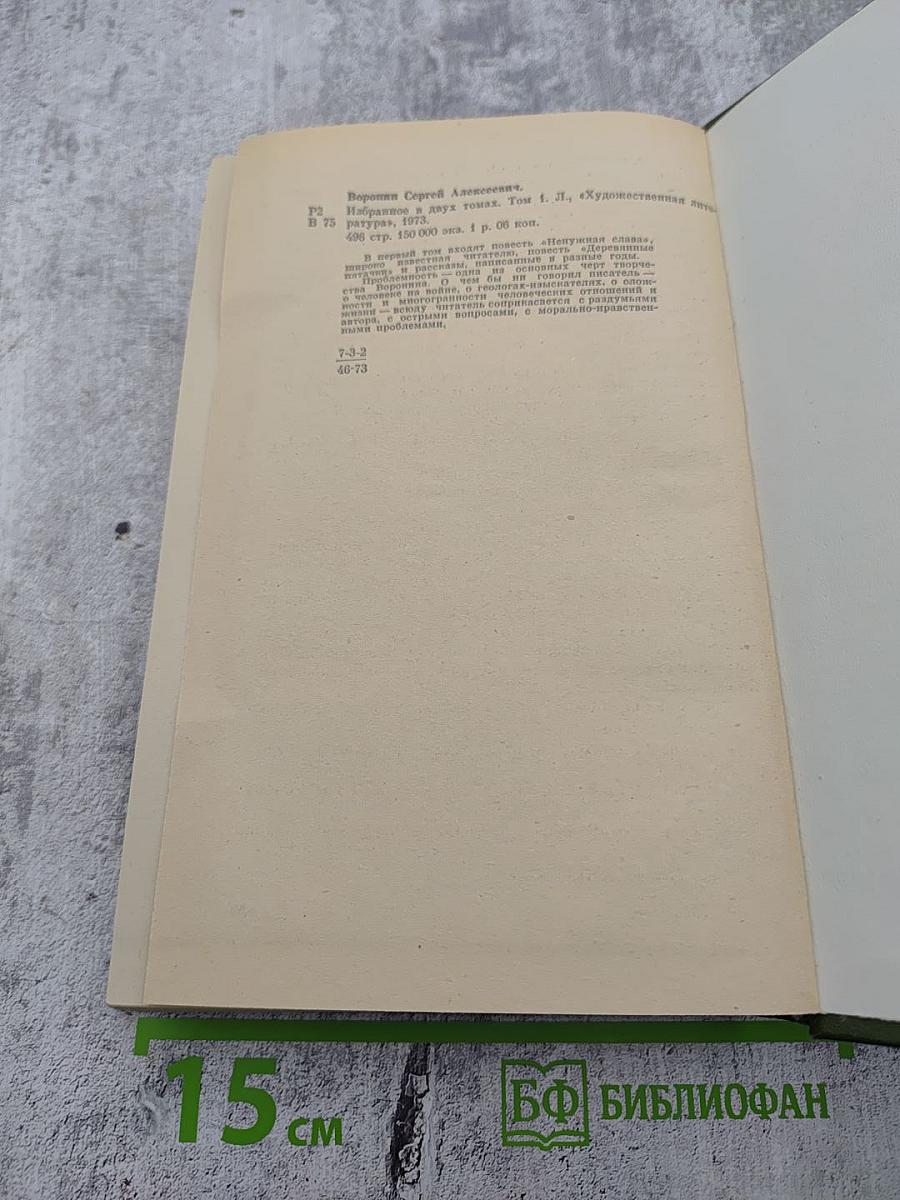 Воронин Сергей Алексеевич.
Р2 Избранное в двух томах. Том 1. Л., «Художественная лите-
В 75 ратура», 1973.
496 стр. 150 000 экз. 1 р. 06 коп.
В первый том входят повесть «Ненужная слава»,
широко известная читателю, повесть «Деревянные
пятачки» и рассказы, написанные в разные годы.
Проблемность — одна из основных черт творче-
ства Воронина. О чем бы ни говорил писатель —
о человеке на войне, о геологах-изыскателях, о слож-
ности и многогранности человеческих отношений и
жизни — всюду читатель соприкасается с раздумьями
автора, с острыми вопросами, с морально-нравствен-
ными проблемами.
7-3-2
46-73
15 см
БФ БИБЛИОФАН